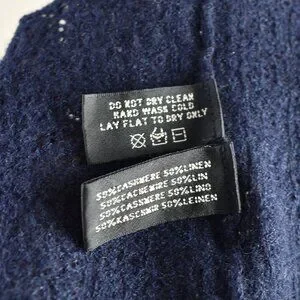 DO NOT DRY CLEAN
HAND WASH COLD
LAY FLAT TO DRY ONLY
50%CASHMERE 50%LINEN
50%CACHEMIRE 50%LIN
50%CASHMERE 50%LINO
50%KASCHMIR 50%LEINEN